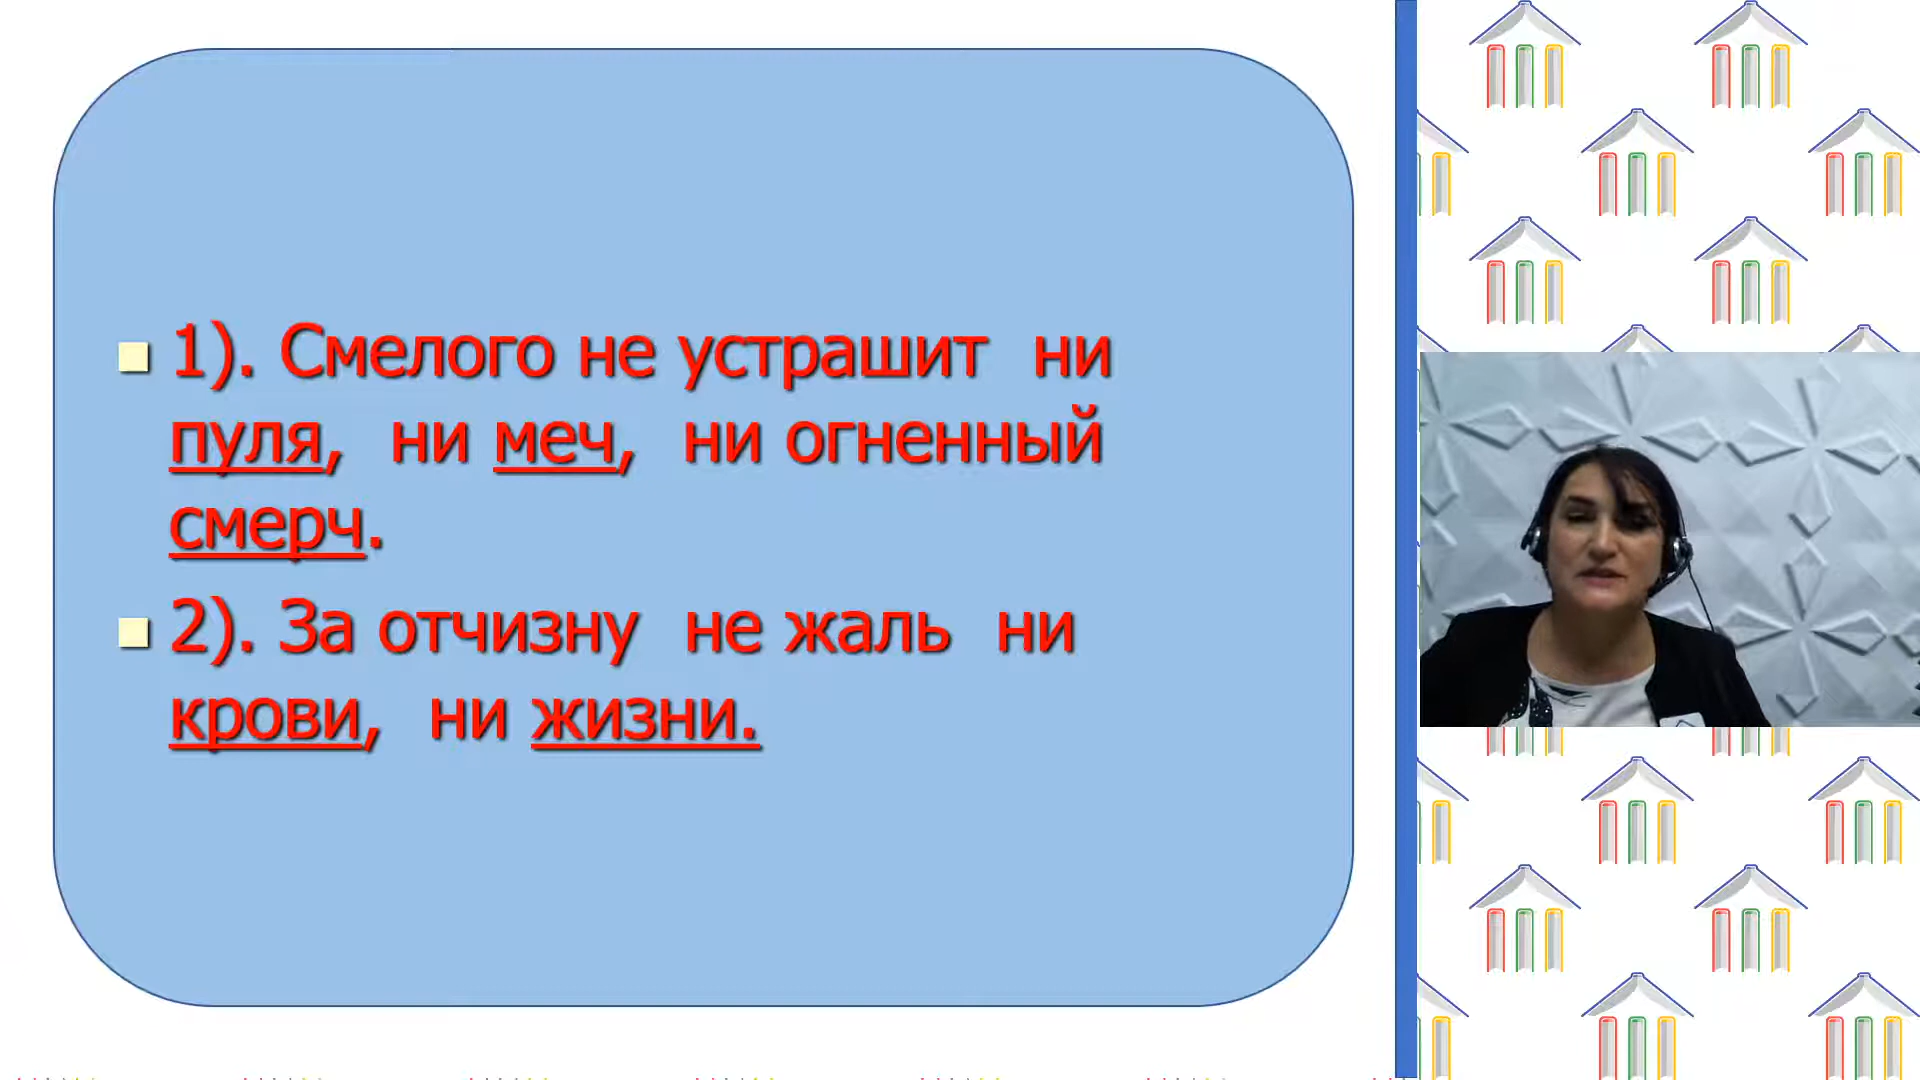 1). Смелого не устрашит ни
пуля, ни меч, ни огненный
смерч.
2). За отчизну не жаль ни
крови, ни жизни.